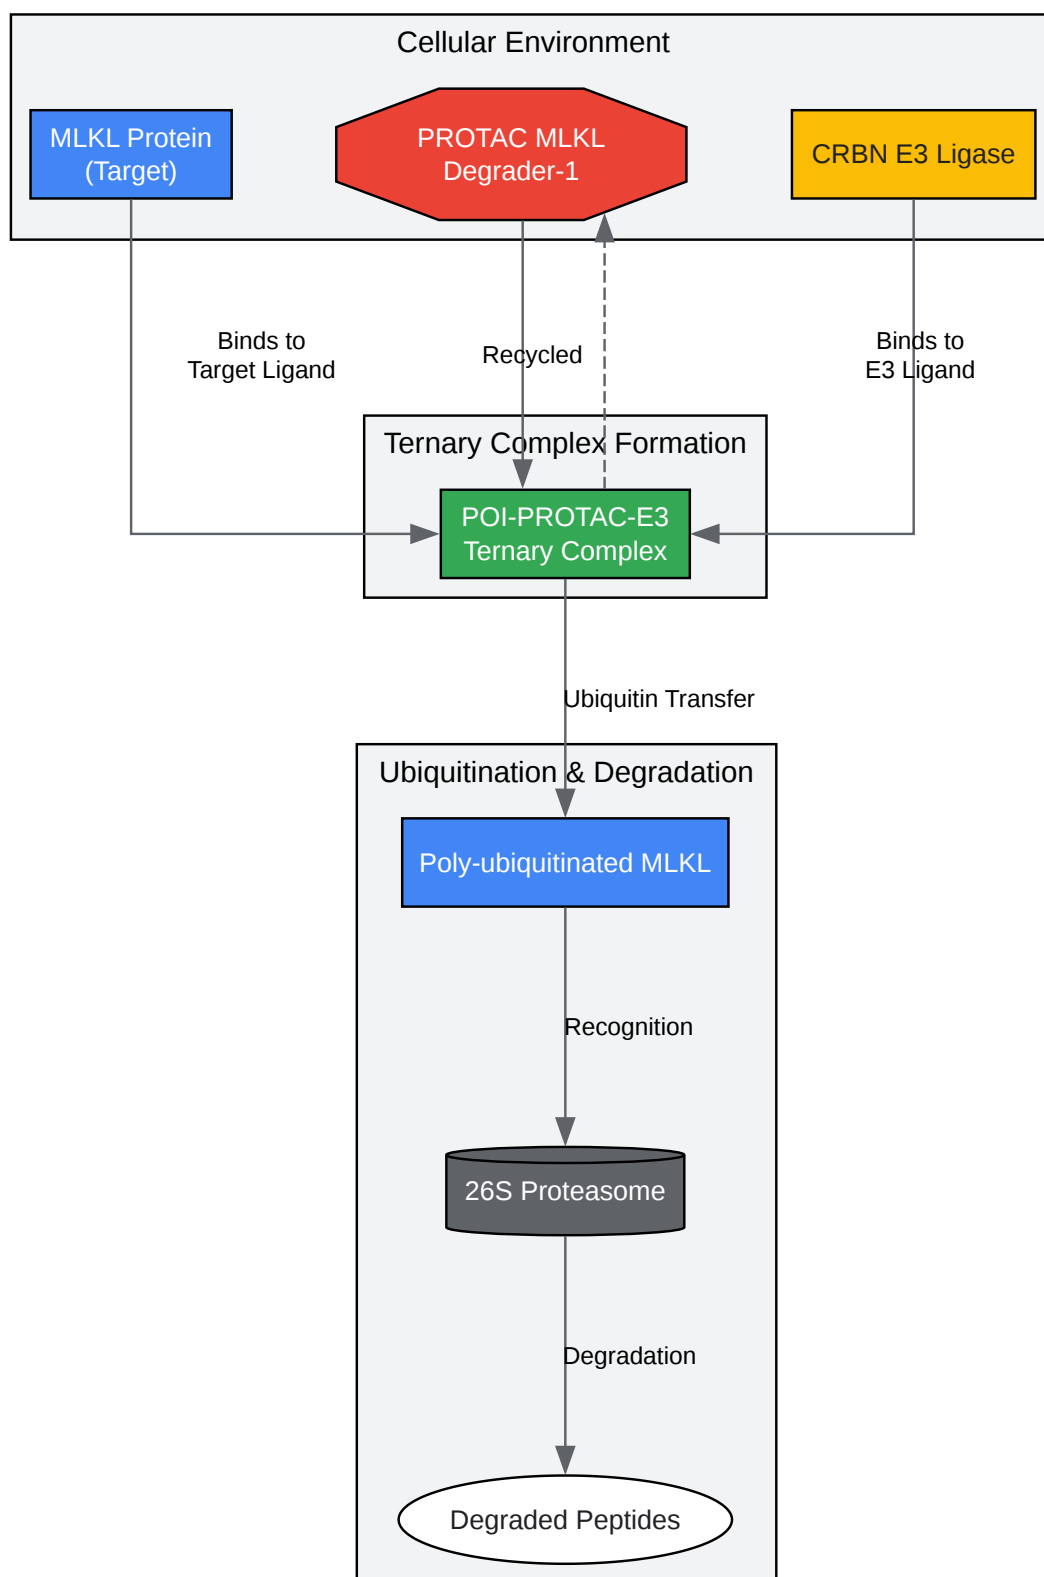 Cellular Environment
MLKL Protein
(Target)
PROTAC MLKL
Degrader-1
CRBN E3 Ligase
Binds to
Target Ligand
Recycled
Binds to
E3 Ligand
Ternary Complex Formation
POI-PROTAC-E3
Ternary Complex
Ubiquitin Transfer
Ubiquitination & Degradation
Poly-ubiquitinated MLKL
Recognition
26S Proteasome
Degradation
Degraded Peptides